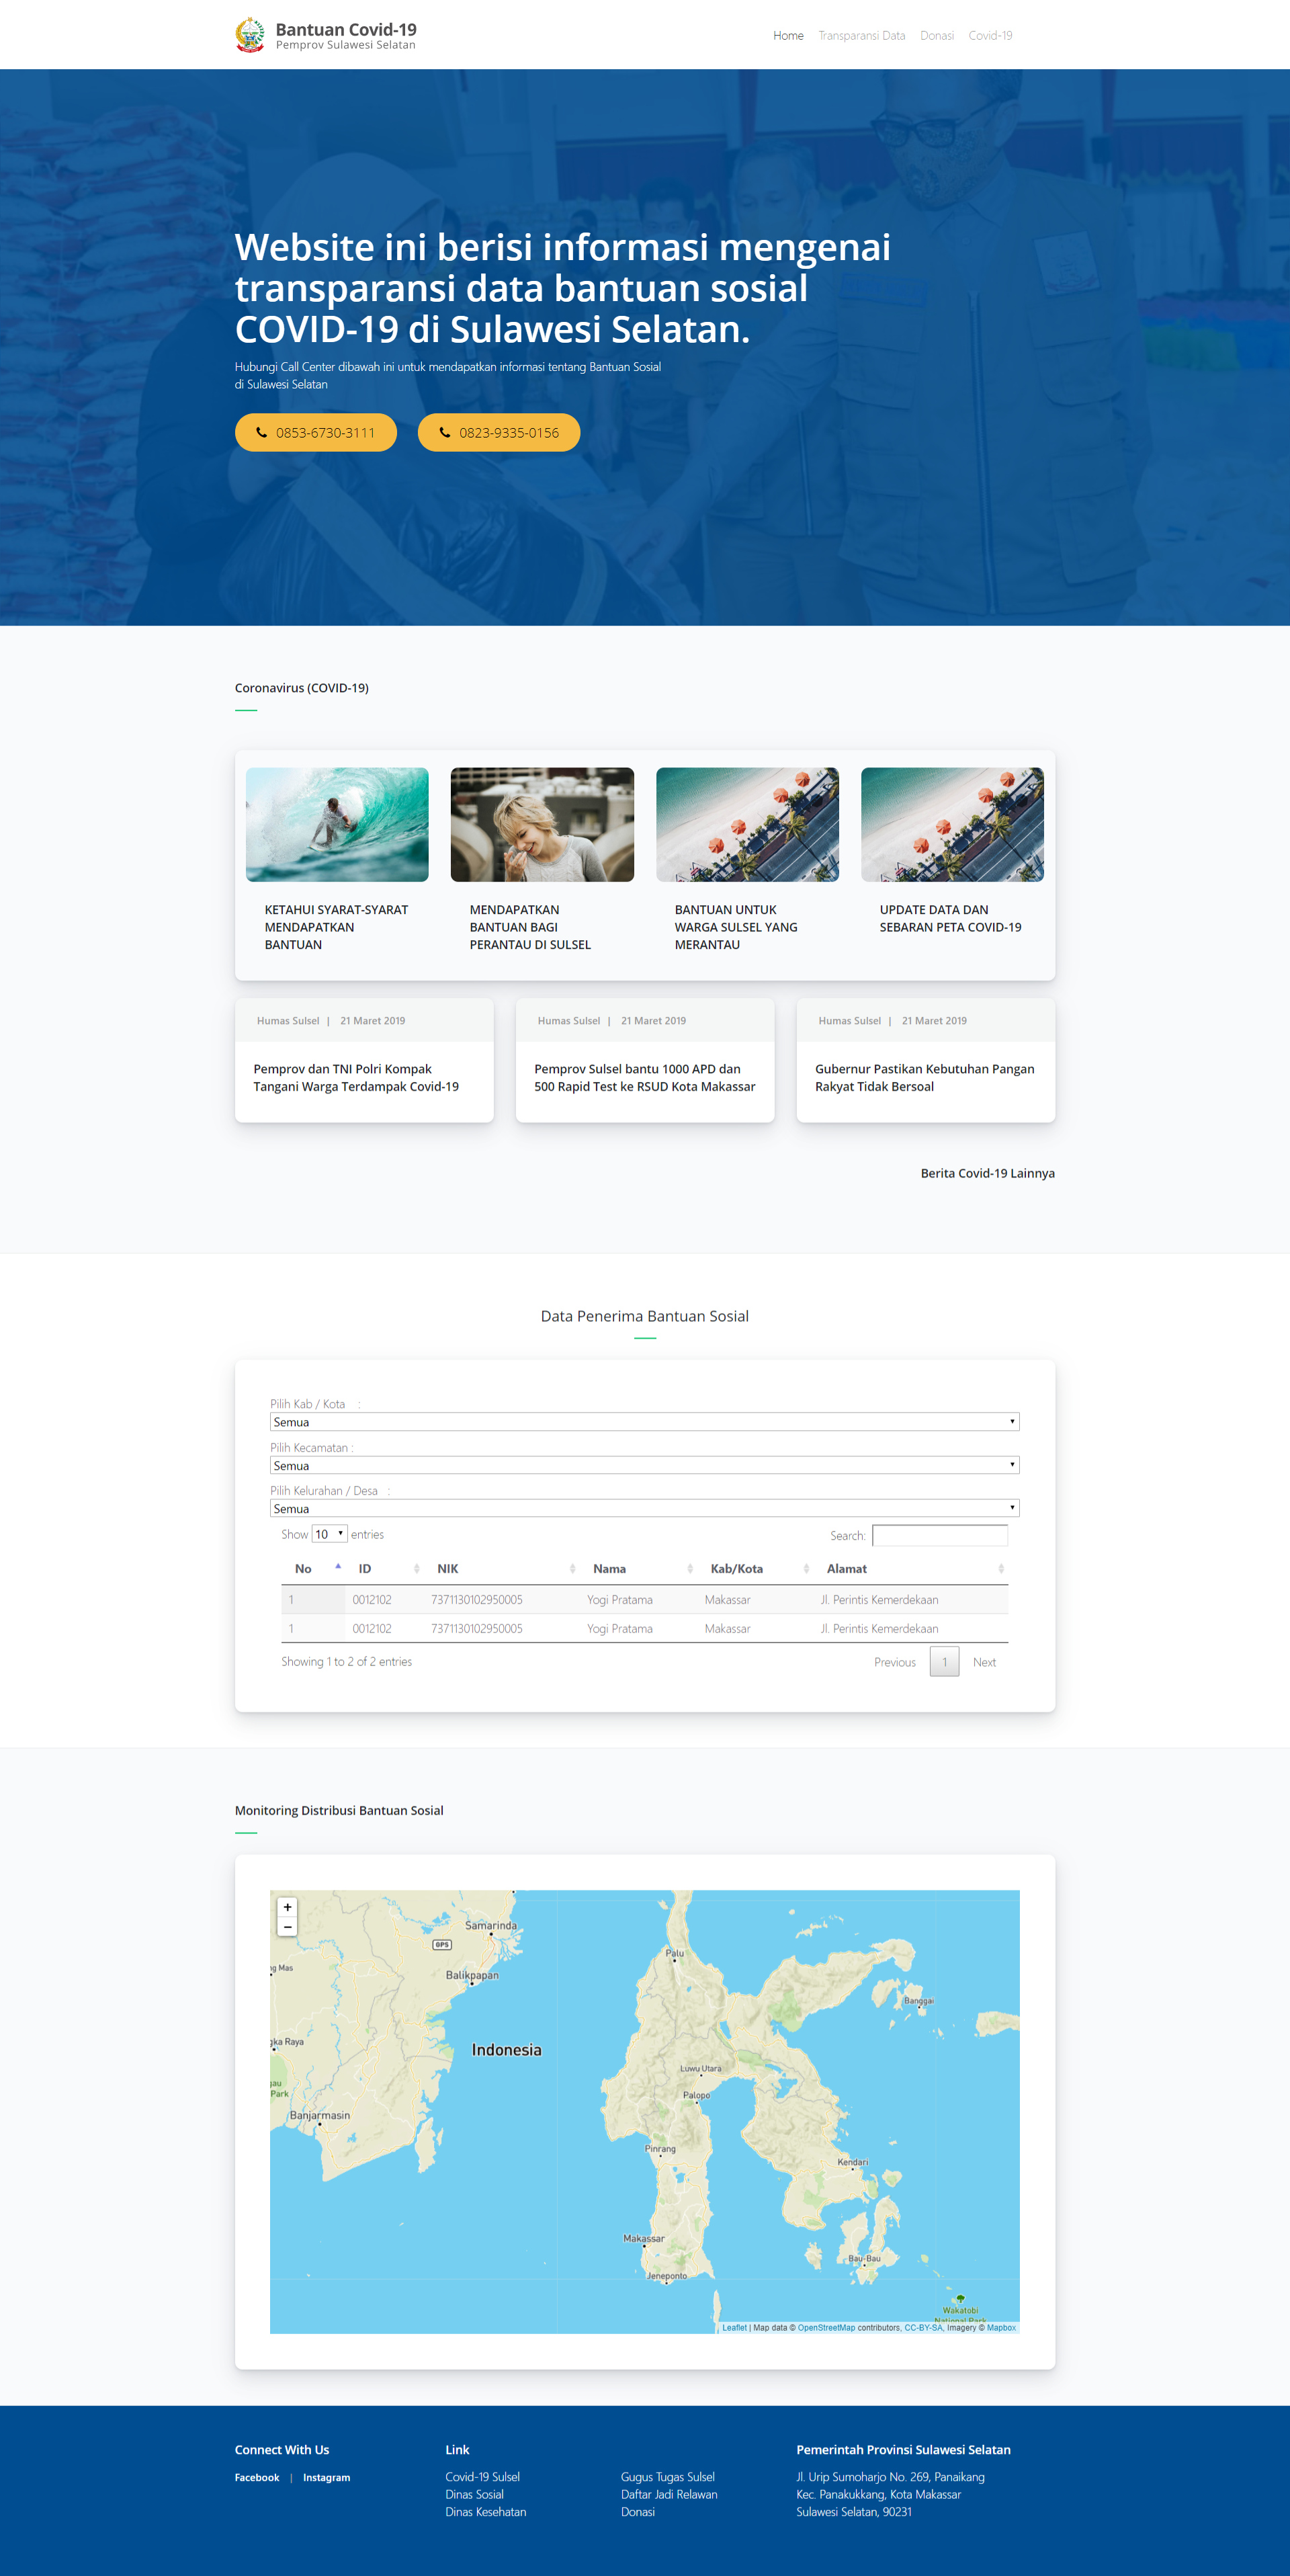 Bantuan Covid-19
Pemprov Sulawesi Selatan
Home Transparansi Data Donasi Covid-19
Website ini berisi informasi mengenai
transparansi data bantuan sosial
COVID-19 di Sulawesi Selatan.
Hubungi Call Center dibawah ini untuk mendapatkan informasi tentang Bantuan Sosial
di Sulawesi Selatan
0853-6730-3111 0823-9335-0156
Coronavirus (COVID-19)
KETAHUI SYARAT-SYARAT
MENDAPATKAN
BANTUAN
MENDAPATKAN
BANTUAN BAGI
PERANTAU DI SULSEL
BANTUAN UNTUK
WARGA SULSEL YANG
MERANTAU
UPDATE DATA DAN
SEBARAN PETA COVID-19
Humas Sulsel | 21 Maret 2019
Pemprov dan TNI Polri Kompak
Tangani Warga Terdampak Covid-19
Humas Sulsel | 21 Maret 2019
Pemprov Sulsel bantu 1000 APD dan
500 Rapid Test ke RSUD Kota Makassar
Humas Sulsel | 21 Maret 2019
Gubernur Pastikan Kebutuhan Pangan
Rakyat Tidak Bersoal
Berita Covid-19 Lainnya
Data Penerima Bantuan Sosial
Pilih Kab / Kota :
Semua
Pilih Kecamatan :
Semua
Pilih Kelurahan / Desa :
Semua
Show 10 entries Search:
No ID NIK Nama Kab/Kota Alamat
1 0012102 7371130102950005 Yogi Pratama Makassar Jl. Perintis Kemerdekaan
1 0012102 7371130102950005 Yogi Pratama Makassar Jl. Perintis Kemerdekaan
Showing 1 to 2 of 2 entries Previous 1 Next
Monitoring Distribusi Bantuan Sosial
+
−
Samarinda
DPS
Palu
ng Mas
Balikpapan
Banggai
gka Raya
Indonesia
Luwu Utara
jau
Park
Palopo
Banjarmasin
Pinrang
Kendari
Makassar
Bau-Bau
Jeneponto
Wakatobi
National Park
Leaflet | Map data © OpenStreetMap contributors, CC-BY-SA, Imagery © Mapbox
Connect With Us
Facebook | Instagram
Link
Covid-19 Sulsel
Dinas Sosial
Dinas Kesehatan
Gugus Tugas Sulsel
Daftar Jadi Relawan
Donasi
Pemerintah Provinsi Sulawesi Selatan
Jl. Urip Sumoharjo No. 269, Panaikang
Kec. Panakukkang, Kota Makassar
Sulawesi Selatan, 90231